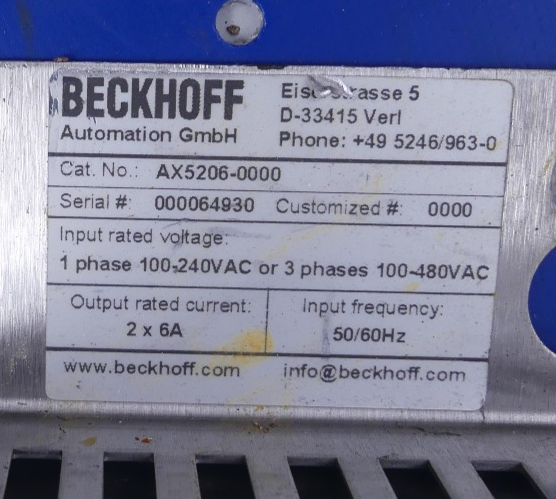 BECKHOFF
Automation GmbH
5
D-33415 Verl
Phone: +49 5246/963-0
Cat. No.: AX5206-0000
Serial #: 000064930 Customized #: 0000
Input rated voltage:
1 phase 100-240VAC or 3 phases 100-480VAC
Output rated current:
2 x 6A
Input frequency:
50/60Hz
www.beckhoff.com
info@beckhoff.com